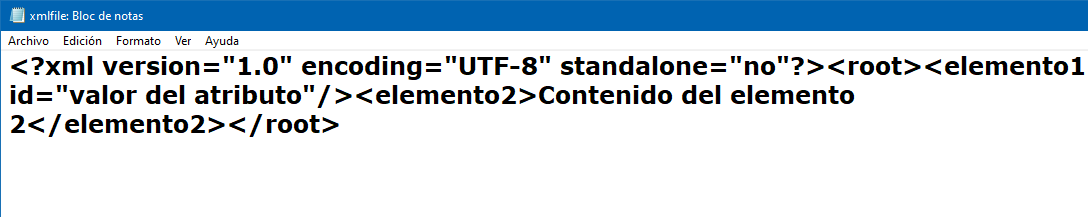 xmlfile: Bloc de notas
Archivo Edición Formato Ver Ayuda
<?xml version="1.0" encoding="UTF-8" standalone="no"?><root><elemento1
id="valor del atributo"/><elemento2>Contenido del elemento
2</elemento2></root>